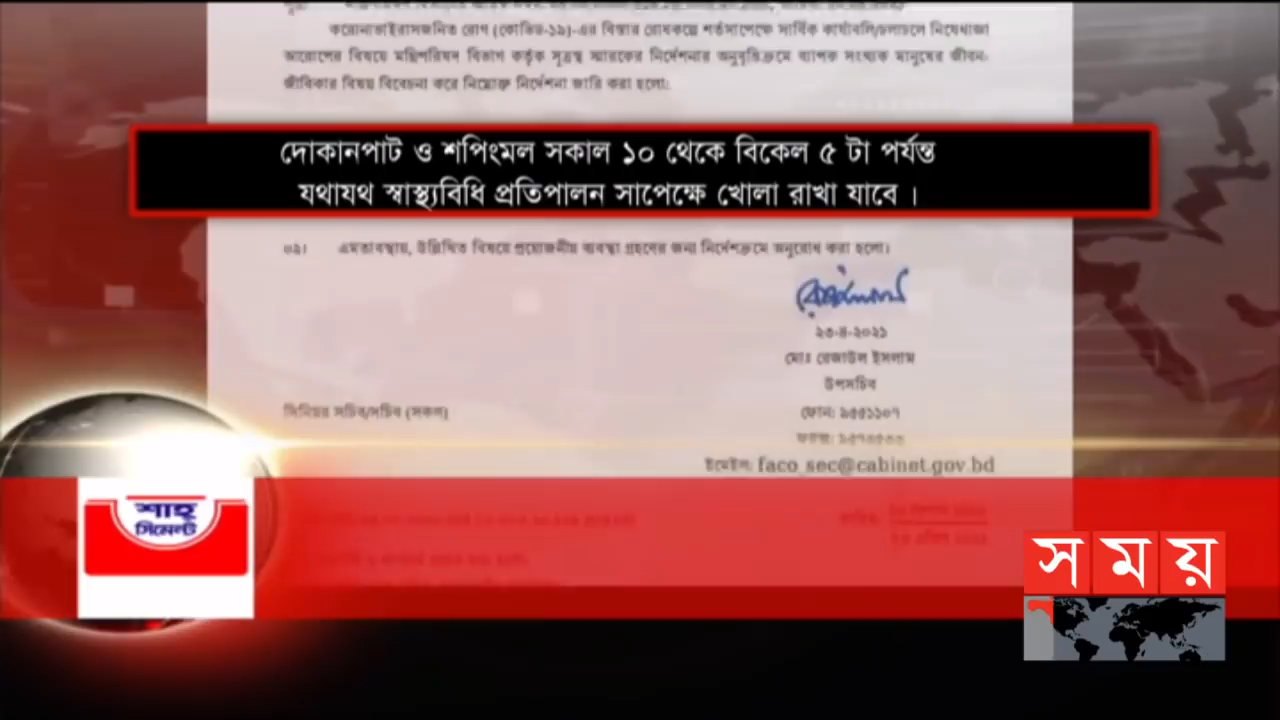 করোনাভাইরাসজনিত রোগ (কোভিড-১৯)-এর বিস্তার রোধকল্পে শর্তসাপেক্ষে সার্বিক কার্যাবলি/চলাচলে নিষেধাজ্ঞা
আরোপের বিষয়ে মন্ত্রিপরিষদ বিভাগ কর্তৃক সূত্রস্থ স্মারকের নির্দেশনার অনুবৃত্তিক্রমে ব্যাপক সংখ্যক মানুষের জীবন-
জীবিকার বিষয় বিবেচনা করে নিম্নোক্ত নির্দেশনা জারি করা হলো:
দোকানপাট ও শপিংমল সকাল ১০ থেকে বিকেল ৫ টা পর্যন্ত
যথাযথ স্বাস্থ্যবিধি প্রতিপালন সাপেক্ষে খোলা রাখা যাবে ।
০২। এমতাবস্থায়, উল্লিখিত বিষয়ে প্রয়োজনীয় ব্যবস্থা গ্রহণের জন্য নির্দেশক্রমে অনুরোধ করা হলো।
২৩-৪-২০২১
মোঃ রেজাউল ইসলাম
উপসচিব
সিনিয়র সচিব/সচিব (সকল)
ফোন: ৯৫৫১১০৭
ইমেইল: faco_sec@cabinet.gov.bd
শাহ্
সিমেন্ট
সময়